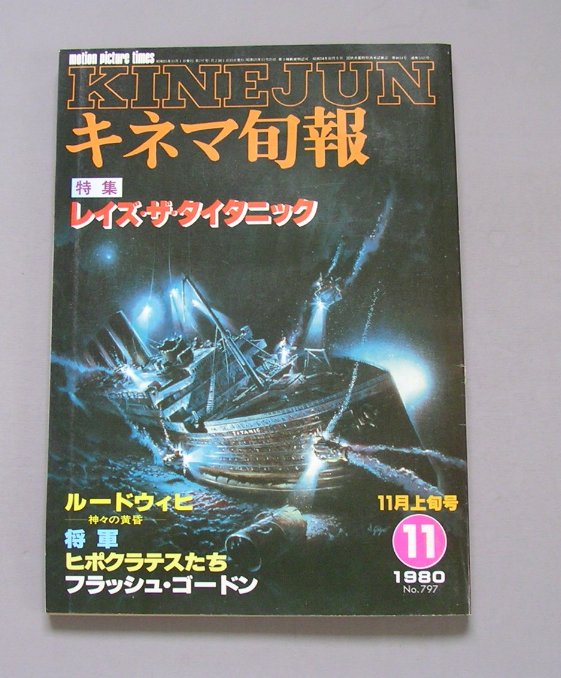 motion picture times
KINEJUN
キネマ旬報
特集
レイズ・ザ・タイタニック
TITANIC
ルードウィヒ
神々の黄昏
将軍
ヒポクラテスたち
フラッシュ・ゴードン
11月上旬号
11
1980
No.797